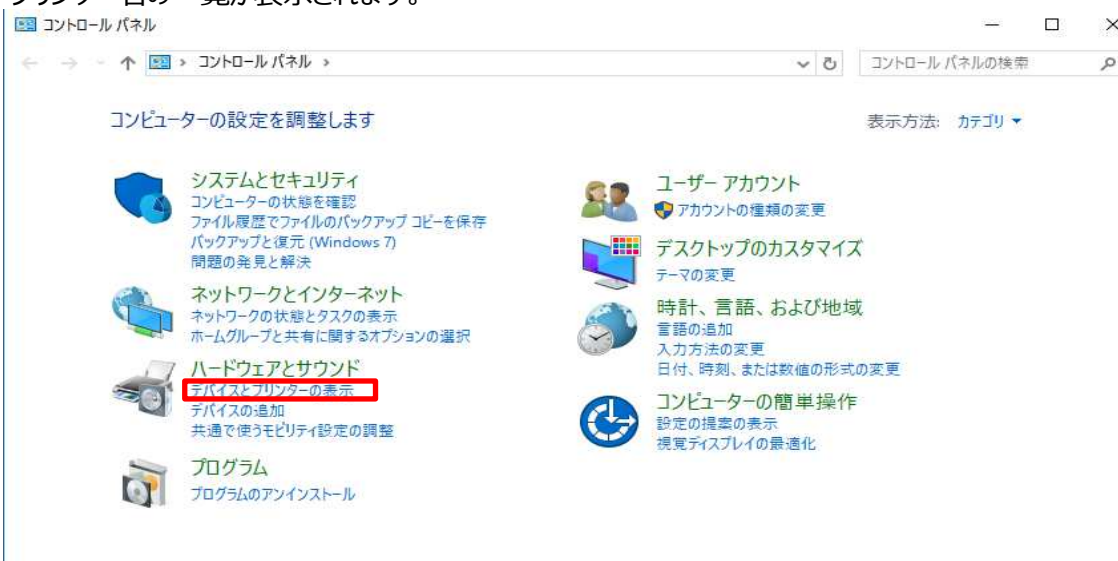 プリンター名の一覧が表示されます。
コントロール パネル
コントロール パネル
コントロール パネルの検索
コンピューターの設定を調整します
表示方法: カテゴリ
システムとセキュリティ
コンピューターの状態を確認
ファイル履歴でファイルのバックアップ コピーを保存
バックアップと復元 (Windows 7)
問題の発見と解決
ネットワークとインターネット
ネットワークの状態とタスクの表示
ホームグループと共有に関するオプションの選択
ハードウェアとサウンド
デバイスとプリンターの表示
デバイスの追加
共通で使うモビリティ設定の調整
プログラム
プログラムのアンインストール
ユーザー アカウント
アカウントの種類の変更
デスクトップのカスタマイズ
テーマの変更
時計、言語、および地域
言語の追加
入力方法の変更
日付、時刻、または数値の形式の変更
コンピューターの簡単操作
設定の提案の表示
視覚ディスプレイの最適化